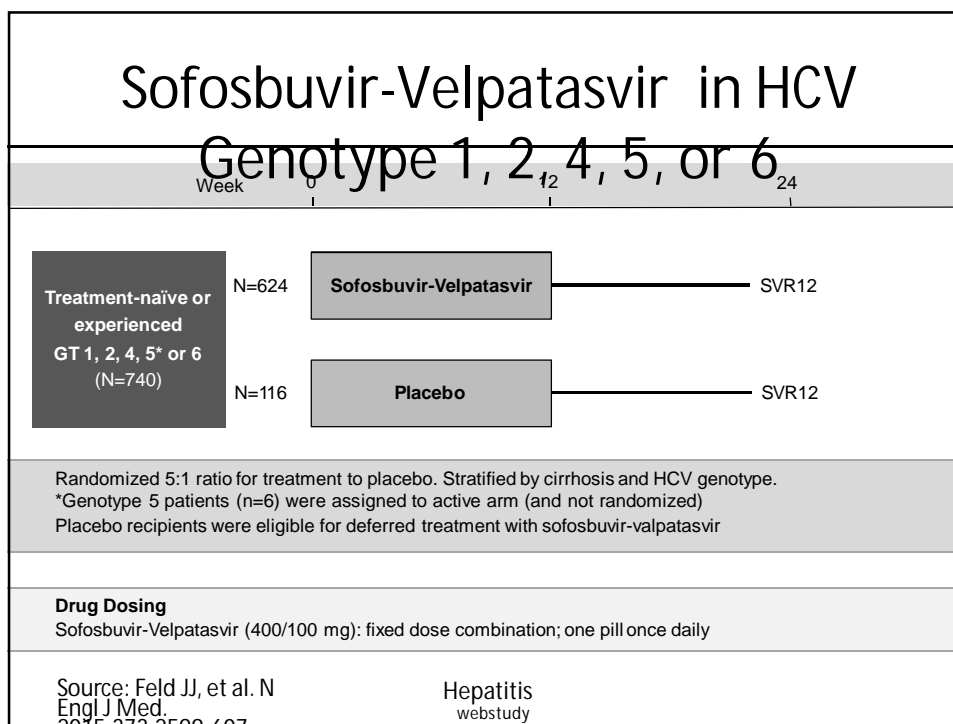 Sofosbuvir-Velpatasvir in HCV
Genotype 1, 2, 4, 5, or 6
Week 0 12 24
Treatment-naïve or
experienced
GT 1, 2, 4, 5* or 6
(N=740)
N=624 Sofosbuvir-Velpatasvir SVR12
N=116 Placebo SVR12
Randomized 5:1 ratio for treatment to placebo. Stratified by cirrhosis and HCV genotype.
*Genotype 5 patients (n=6) were assigned to active arm (and not randomized)
Placebo recipients were eligible for deferred treatment with sofosbuvir-valpatasvir
Drug Dosing
Sofosbuvir-Velpatasvir (400/100 mg): fixed dose combination; one pill once daily
Source: Feld JJ, et al. N
Engl J Med.
Hepatitis
webstudy